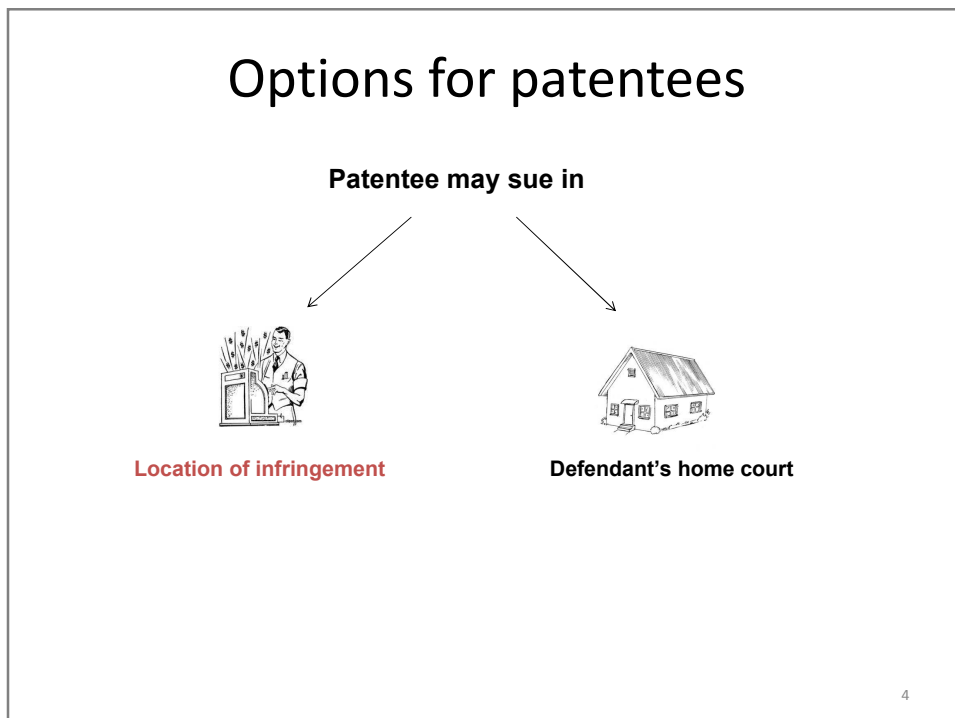 Options for patentees
Patentee may sue in
Location of infringement
Defendant's home court
4